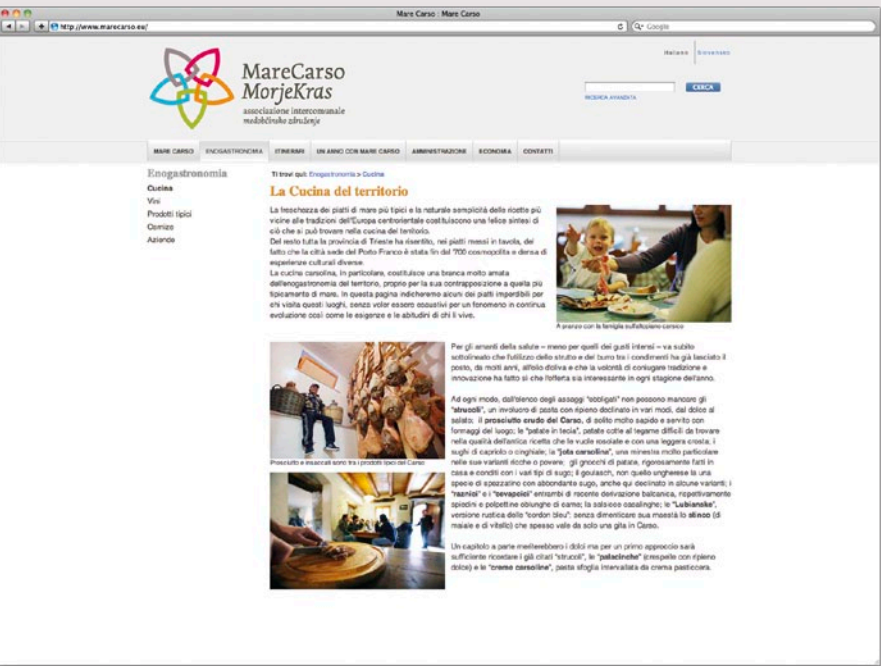 Mare Carso : Mare Carso
http://www.marecarso.eu/
Google
Italiano
Slovensko
MareCarso
MorjeKras
associazione intercomunale
medobčinsko združenje
CERCA
RICERCA AVANZATA
MARE CARSO ENOGASTRONOMIA ITINERARI UN ANNO CON MARE CARSO AMMINISTRAZIONE ECONOMIA CONTATTI
Enogastronomia
Cucina
Vini
Prodotti tipici
Osmize
Aziende
Ti trovi qui: Enogastronomia > Cucina
La Cucina del territorio
La freschezza dei piatti di mare più tipici e la naturale semplicità delle ricette più
vicine alle tradizioni dell'Europa centrorientale costituiscono una felice sintesi di
ciò che si può trovare nella cucina del territorio.
Del resto tutta la provincia di Trieste ha risentito, nei piatti messi in tavola, del
fatto che la città sede del Porto Franco è stata fin dal '700 cosmopolita e densa di
esperienze culturali diverse.
La cucina carsolina, in particolare, costituisce una branca molto amata
dell'enogastronomia del territorio, proprio per la sua contrapposizione a quella più
tipicamente di mare. In questa pagina indicheremo alcuni dei piatti imperdibili per
chi visita questi luoghi, senza voler essere esaustivi per un fenomeno in continua
evoluzione così come le esigenze e le abitudini di chi li vive.
A pranzo con la famiglia sull'altopiano carsico
Per gli amanti della salute – meno per quelli dei gusti intensi – va subito
sottolineato che l'utilizzo dello strutto e del burro tra i condimenti ha già lasciato il
posto, da molti anni, all'olio d'oliva e che la volontà di coniugare tradizione e
innovazione ha fatto sì che l'offerta sia interessante in ogni stagione dell'anno.
Ad ogni modo, dall'elenco degli assaggi "obbligati" non possono mancare gli
"strucoli", un involucro di pasta con ripieno declinato in vari modi, dal dolce al
salato; il prosciutto crudo del Carso, di solito molto sapido e servito con
formaggi del luogo; le "patate in tecia", patate cotte al tegame difficili da trovare
nella qualità dell'antica ricetta che le vuole rosolate e con una leggera crosta; i
sughi di capriolo o cinghiale; la "jota carsolina", una minestra molto particolare
nelle sue varianti ricche o povere; gli gnocchi di patate, rigorosamente fatti in
casa e conditi con i vari tipi di sugo; il goulasch, non quello ungherese la una
specie di spezzatino con abbondante sugo, anche qui declinato in alcune varianti; i
"raznici" e i "cevapcici" entrambi di recente derivazione balcanica, rispettivamente
spiedini e polpettine oblunghe di carne; la salsicce casalinghe; le "Lubianske",
versione rustica delle "cordon bleu"; senza dimenticare sua maestà lo stinco (di
maiale e di vitello) che spesso vale da solo una gita in Carso.
Un capitolo a parte meriterebbero i dolci ma per un primo approccio sarà
sufficiente ricordare i già citati "strucoli", le "palacinche" (crespelle con ripieno
dolce) e le "creme carsoline", pasta sfoglia intervallata da crema pasticcera.
Prosciutto e insaccati sono tra i prodotti tipici del Carso